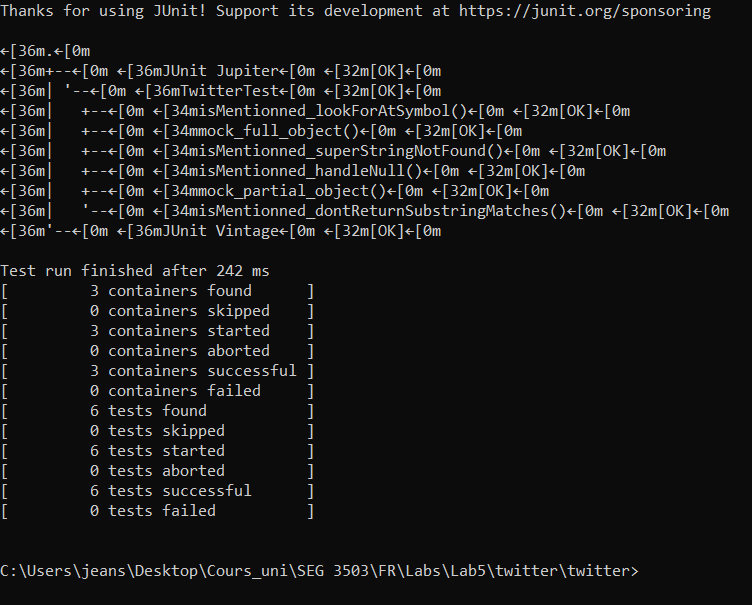 Thanks for using JUnit! Support its development at https://junit.org/sponsoring
←[36m.←[0m
←[36m+--←[0m ←[36mJUnit Jupiter←[0m ←[32m[OK]←[0m
←[36m| '--←[0m ←[36mTwitterTest←[0m ←[32m[OK]←[0m
←[36m|   +--←[0m ←[34misMentionned_lookForAtSymbol()←[0m ←[32m[OK]←[0m
←[36m|   +--←[0m ←[34mmock_full_object()←[0m ←[32m[OK]←[0m
←[36m|   +--←[0m ←[34misMentionned_superStringNotFound()←[0m ←[32m[OK]←[0m
←[36m|   +--←[0m ←[34misMentionned_handleNull()←[0m ←[32m[OK]←[0m
←[36m|   +--←[0m ←[34mmock_partial_object()←[0m ←[32m[OK]←[0m
←[36m|   '--←[0m ←[34misMentionned_dontReturnSubstringMatches()←[0m ←[32m[OK]←[0m
←[36m'--←[0m ←[36mJUnit Vintage←[0m ←[32m[OK]←[0m
Test run finished after 242 ms
[         3 containers found      ]
[         0 containers skipped    ]
[         3 containers started    ]
[         0 containers aborted    ]
[         3 containers successful ]
[         0 containers failed     ]
[         6 tests found           ]
[         0 tests skipped         ]
[         6 tests started         ]
[         0 tests aborted         ]
[         6 tests successful      ]
[         0 tests failed          ]
C:\Users\jeans\Desktop\Cours_uni\SEG 3503\FR\Labs\Lab5\twitter\twitter>